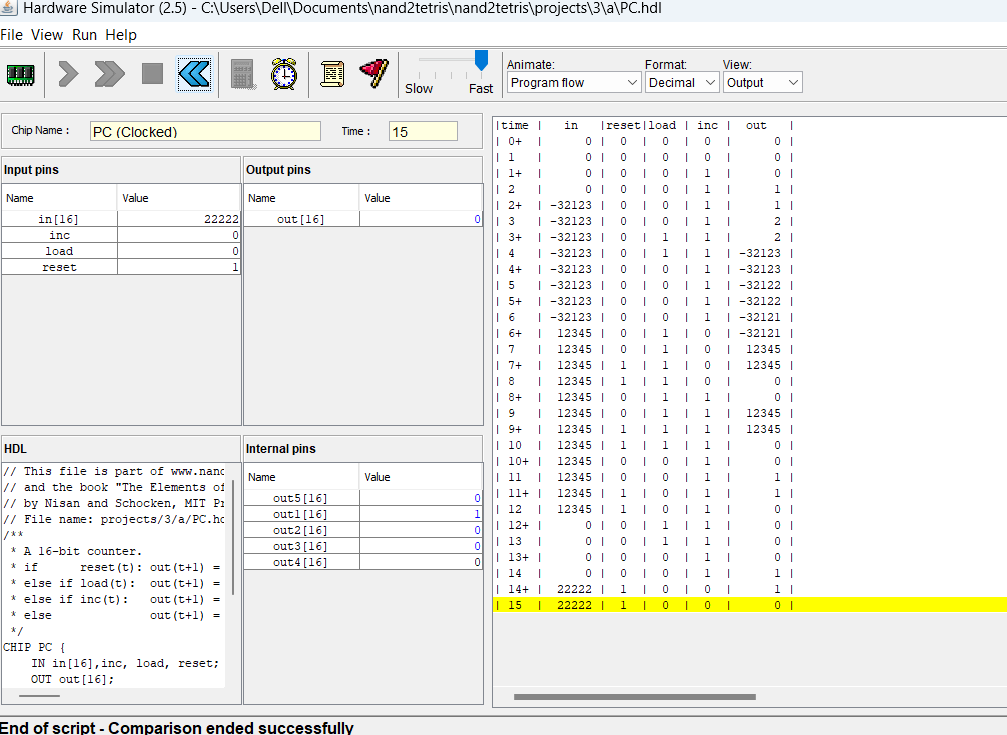 Hardware Simulator (2.5) - C:\Users\Dell\Documents\nand2tetris\nand2tetris\projects\3\a\PC.hdl
File View Run Help
Slow Fast
Animate: Format: View:
Program flow Decimal Output
Chip Name : PC (Clocked) Time : 15
Input pins
Name Value
in[16] 22222
inc 0
load 0
reset 1
Output pins
Name Value
out[16] 0
HDL
// This file is part of www.nand
// and the book "The Elements of
// by Nisan and Schocken, MIT Pr
// File name: projects/3/a/PC.hd
/**
* A 16-bit counter.
* if reset(t): out(t+1) =
* else if load(t): out(t+1) =
* else if inc(t): out(t+1) =
* else out(t+1) =
*/
CHIP PC {
IN in[16],inc, load, reset;
OUT out[16];
Internal pins
Name Value
out5[16] 0
out1[16] 1
out2[16] 0
out3[16] 0
out4[16] 0
|time | in |reset|load | inc | out |
| 0+ | 0 | 0 | 0 | 0 | 0 |
| 1 | 0 | 0 | 0 | 0 | 0 |
| 1+ | 0 | 0 | 0 | 1 | 0 |
| 2 | 0 | 0 | 0 | 1 | 1 |
| 2+ | -32123 | 0 | 0 | 1 | 1 |
| 3 | -32123 | 0 | 0 | 1 | 2 |
| 3+ | -32123 | 0 | 1 | 1 | 2 |
| 4 | -32123 | 0 | 1 | 1 | -32123 |
| 4+ | -32123 | 0 | 0 | 1 | -32123 |
| 5 | -32123 | 0 | 0 | 1 | -32122 |
| 5+ | -32123 | 0 | 0 | 1 | -32122 |
| 6 | -32123 | 0 | 0 | 1 | -32121 |
| 6+ | 12345 | 0 | 1 | 0 | -32121 |
| 7 | 12345 | 0 | 1 | 0 | 12345 |
| 7+ | 12345 | 1 | 1 | 0 | 12345 |
| 8 | 12345 | 1 | 1 | 0 | 0 |
| 8+ | 12345 | 0 | 1 | 1 | 0 |
| 9 | 12345 | 0 | 1 | 1 | 12345 |
| 9+ | 12345 | 1 | 1 | 1 | 12345 |
| 10 | 12345 | 1 | 1 | 1 | 0 |
| 10+ | 12345 | 0 | 0 | 1 | 0 |
| 11 | 12345 | 0 | 0 | 1 | 1 |
| 11+ | 12345 | 1 | 0 | 1 | 1 |
| 12 | 12345 | 1 | 0 | 1 | 0 |
| 12+ | 0 | 0 | 1 | 1 | 0 |
| 13 | 0 | 0 | 1 | 1 | 0 |
| 13+ | 0 | 0 | 0 | 1 | 0 |
| 14 | 0 | 0 | 0 | 1 | 1 |
| 14+ | 22222 | 1 | 0 | 0 | 1 |
| 15 | 22222 | 1 | 0 | 0 | 0 |
End of script - Comparison ended successfully